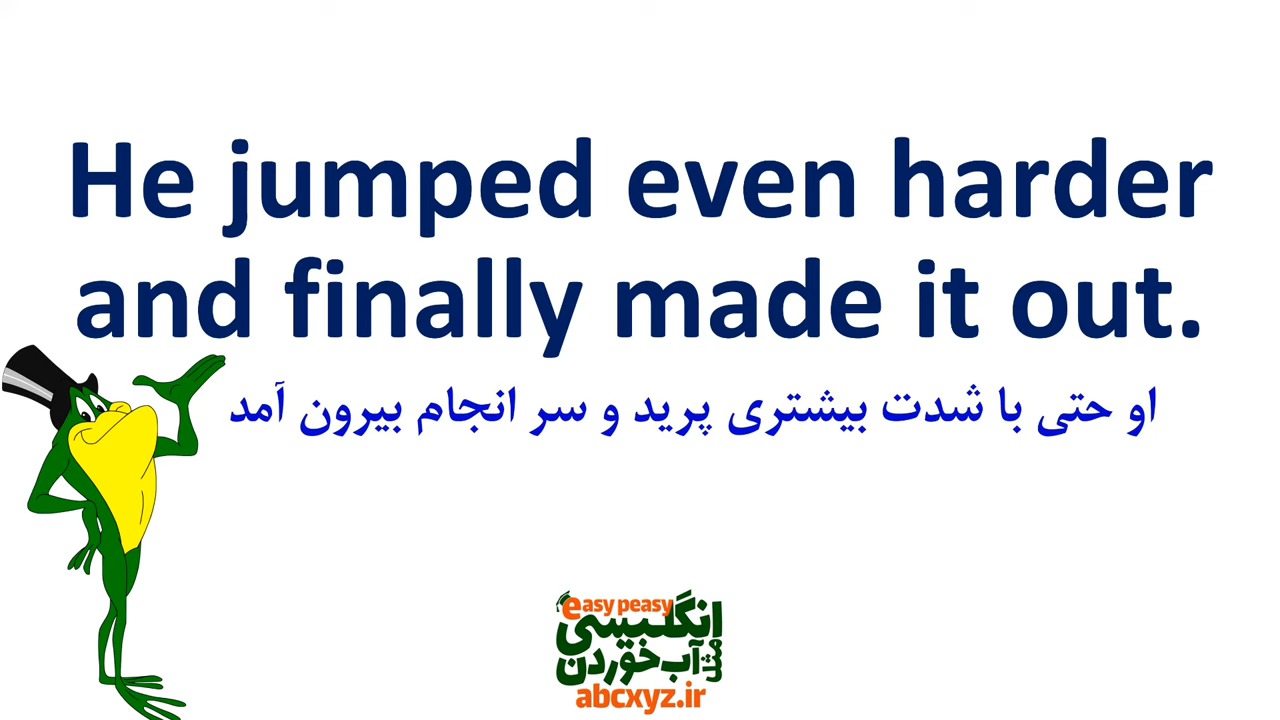 He jumped even harder
and finally made it out.
او حتی با شدت بیشتری پرید و سر انجام بیرون آمد
easy peasy
انگلیسی
مثل آب خوردن
abcxyz.ir